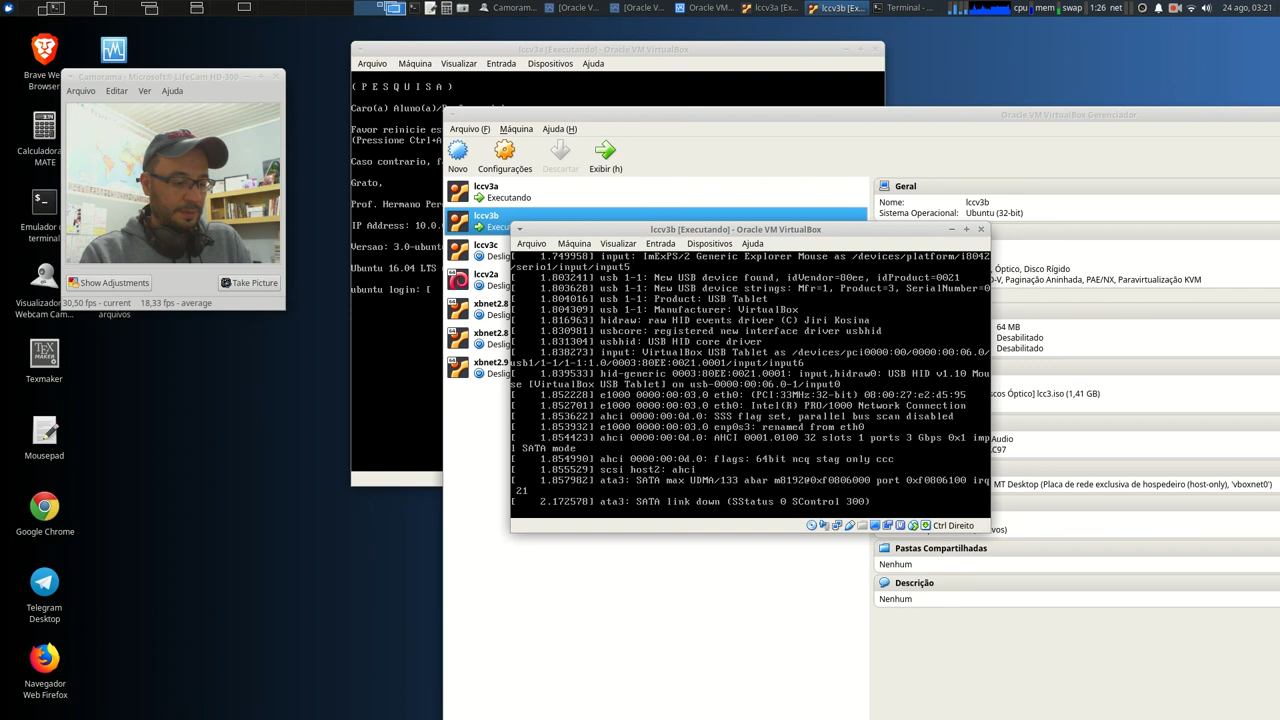 Camoram...
[Oracle V...
[Oracle V...
Oracle VM ...
lccv3a [Ex...
lccv3b [Ex...
Terminal - ...
cpu
mem
swap
1:26
net
24 ago, 03:21
Brave Web
Browser
Calculadora
MATE
Emulador de
terminal
Visualizador
Webcam Cam...
arquivos
Texmaker
Mousepad
Google Chrome
Telegram
Desktop
Navegador
Web Firefox
Camorama - Microsoft® LifeCam HD-300
Arquivo Editar Ver Ajuda
Show Adjustments
Take Picture
30,50 fps - current 18,33 fps - average
lccv3a [Executando] - Oracle VM VirtualBox
Arquivo Máquina Visualizar Entrada Dispositivos Ajuda
( P E S Q U I S A )
Caro(a) Aluno(a)/
Favor reinicie es
(Pressione Ctrl+A
Caso contrario, f
Grato,
Prof. Hermano Per
IP Address: 10.0.
Versao: 3.0-ubunt
Ubuntu 16.04 LTS
ubuntu login: [
Oracle VM VirtualBox Gerenciador
Arquivo (F) Máquina Ajuda (H)
Novo
Configurações
Descartar
Exibir (h)
lccv3a
Executando
lccv3b
Execu
lccv3c
Deslig
lccv2a
Deslig
xbnet2.8
Deslig
xbnet2.8
Deslig
xbnet2.9
Deslig
Geral
Nome: lccv3b
Sistema Operacional: Ubuntu (32-bit)
Óptico, Disco Rígido
-V, Paginação Aninhada, PAE/NX, Paravirtualização KVM
64 MB
Desabilitado
Desabilitado
os Óptico] lcc3.iso (1,41 GB)
Audio
C97
MT Desktop (Placa de rede exclusiva de hospedeiro (host-only), 'vboxnet0')
vos)
Pastas Compartilhadas
Nenhum
Descrição
Nenhum
lccv3b [Executando] - Oracle VM VirtualBox
Arquivo Máquina Visualizar Entrada Dispositivos Ajuda
[ 1.749958] input: ImExPS/2 Generic Explorer Mouse as /devices/platform/i8042
/serio1/input/input5
[ 1.803241] usb 1-1: New USB device found, idVendor=80ee, idProduct=0021
[ 1.803628] usb 1-1: New USB device strings: Mfr=1, Product=3, SerialNumber=0
[ 1.804016] usb 1-1: Product: USB Tablet
[ 1.804309] usb 1-1: Manufacturer: VirtualBox
[ 1.816963] hidraw: raw HID events driver (C) Jiri Kosina
[ 1.830981] usbcore: registered new interface driver usbhid
[ 1.831304] usbhid: USB HID core driver
[ 1.838273] input: VirtualBox USB Tablet as /devices/pci0000:00/0000:00:06.0/
usb1/1-1/1-1:1.0/0003:80EE:0021.0001/input/input6
[ 1.839533] hid-generic 0003:80EE:0021.0001: input,hidraw0: USB HID v1.10 Mou
se [VirtualBox USB Tablet] on usb-0000:00:06.0-1/input0
[ 1.852228] e1000 0000:00:03.0 eth0: (PCI:33MHz:32-bit) 08:00:27:e2:d5:95
[ 1.852701] e1000 0000:00:03.0 eth0: Intel(R) PRO/1000 Network Connection
[ 1.853622] ahci 0000:00:0d.0: SSS flag set, parallel bus scan disabled
[ 1.853932] e1000 0000:00:03.0 enp0s3: renamed from eth0
[ 1.854423] ahci 0000:00:0d.0: AHCI 0001.0100 32 slots 1 ports 3 Gbps 0x1 imp
l SATA mode
[ 1.854990] ahci 0000:00:0d.0: flags: 64bit ncq stag only ccc
[ 1.855529] scsi host2: ahci
[ 1.857982] ata3: SATA max UDMA/133 abar m8192@0xf0806000 port 0xf0806100 irq
21
[ 2.172578] ata3: SATA link down (SStatus 0 SControl 300)
Ctrl Direito